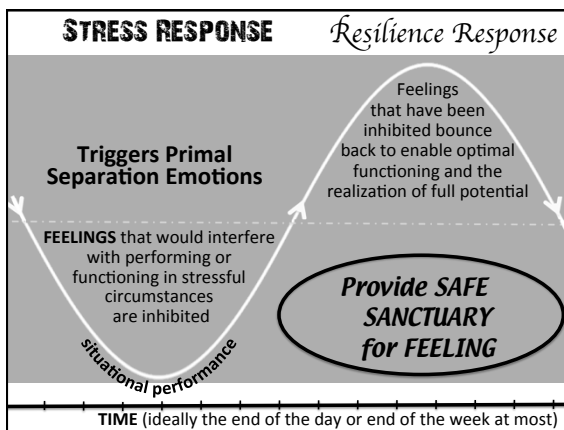 STRESS RESPONSE
Resilience Response
Triggers Primal
Separation Emotions
FEELINGS that would interfere
with performing or
functioning in stressful
circumstances
are inhibited
situational performance
Feelings
that have been
inhibited bounce
back to enable optimal
functioning and the
realization of full potential
Provide SAFE
SANCTUARY
for FEELING
TIME (ideally the end of the day or end of the week at most)